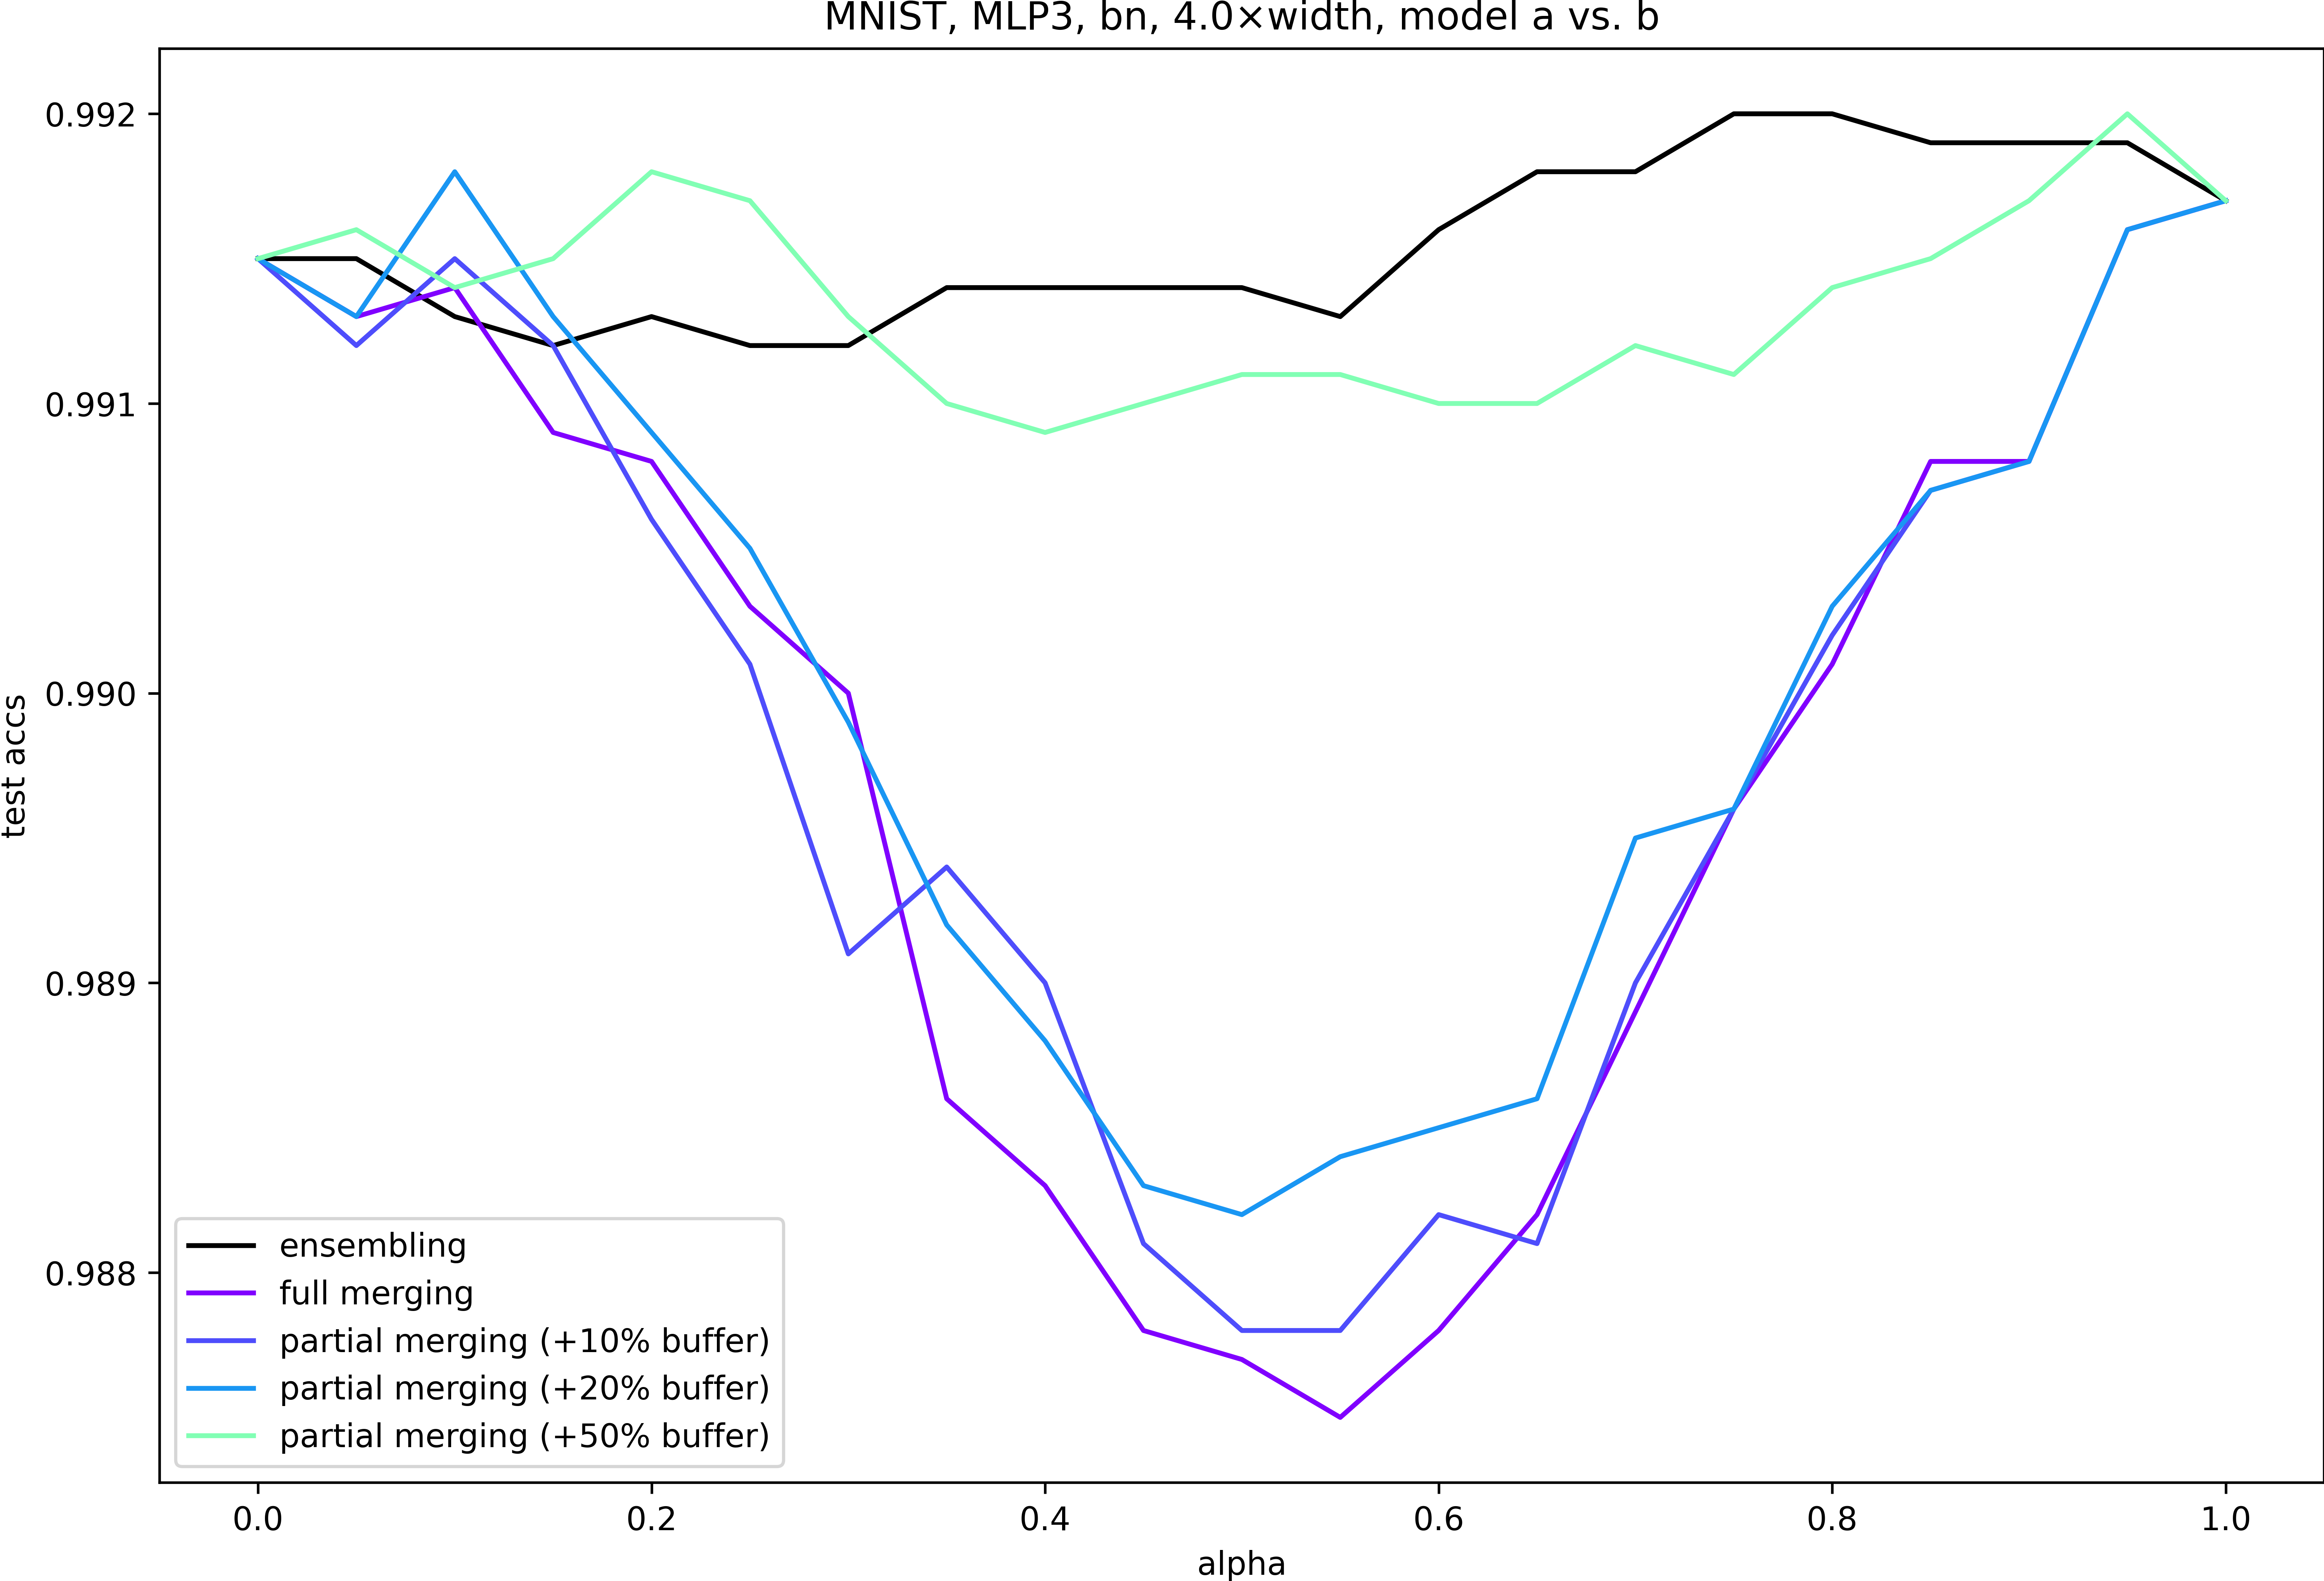 MNIST, MLP3, bn, 4.0×width, model a vs. b
test accs
0.992
0.991
0.990
0.989
0.988
ensembling
full merging
partial merging (+10% buffer)
partial merging (+20% buffer)
partial merging (+50% buffer)
0.0 0.2 0.4 0.6 0.8 1.0
alpha